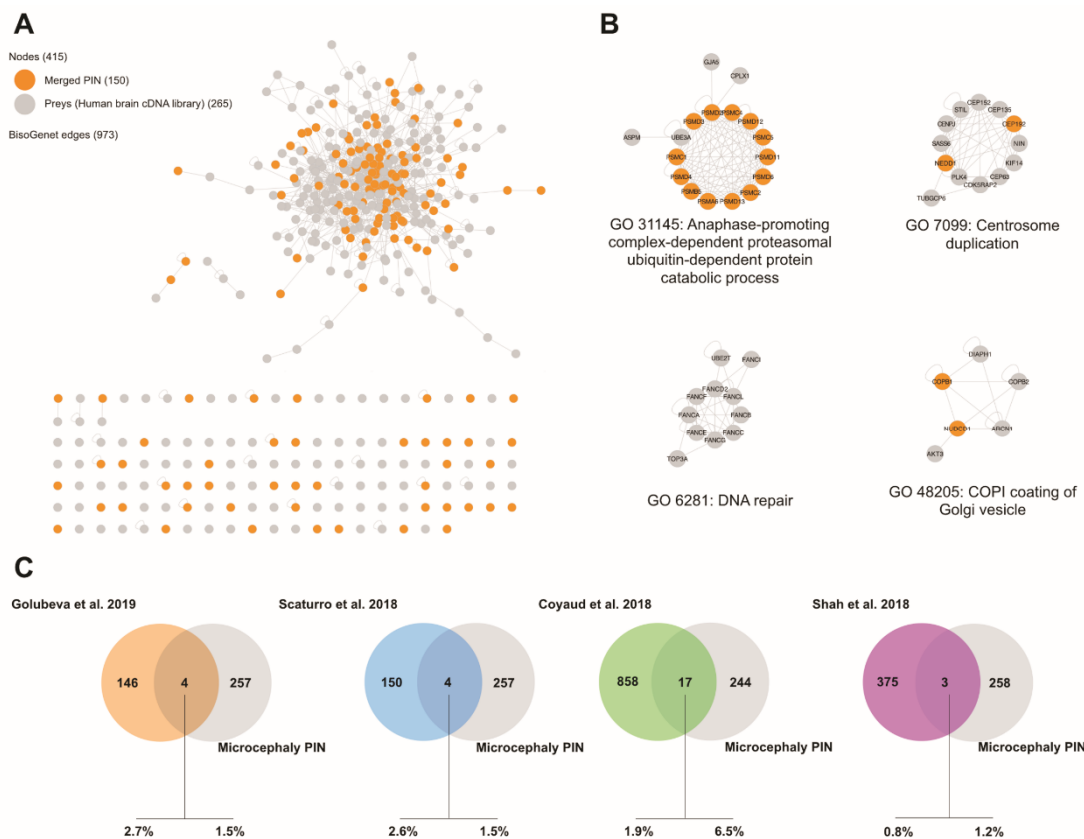 A
Nodes (415)
Merged PIN (150)
Preys (Human brain cDNA library) (265)
BisoGenet edges (973)
B
GJA5
CPLX1
PSMD3
PSMD12
PSMC5
ASPM
UBE3A
PSMC1
PSMD11
PSMD4
PSMD6
PSMB5
PSMC2
PSMA6
PSMD13
GO 31145: Anaphase-promoting
complex-dependent proteasomal
ubiquitin-dependent protein
catabolic process
STIL
CEP152
CEP135
CENPJ
CEP192
SASS6
NIN
NEDD1
KIF14
PLK4
CEP63
CDK5RAP2
TUBGCP6
GO 7099: Centrosome
duplication
UBE2T
FANCI
FANCD2
FANCF
FANCL
FANCA
FANCB
FANCE
FANCC
FANCG
TOP3A
GO 6281: DNA repair
DIAPH1
COPB1
COPB2
NUDCD1
ARCN1
AKT3
GO 48205: COPI coating of
Golgi vesicle
C
Golubeva et al. 2019
146
4
257
Microcephaly PIN
2.7%
1.5%
Scaturro et al. 2018
150
4
257
Microcephaly PIN
2.6%
1.5%
Coyaud et al. 2018
858
17
244
Microcephaly PIN
1.9%
6.5%
Shah et al. 2018
375
3
258
Microcephaly PIN
0.8%
1.2%